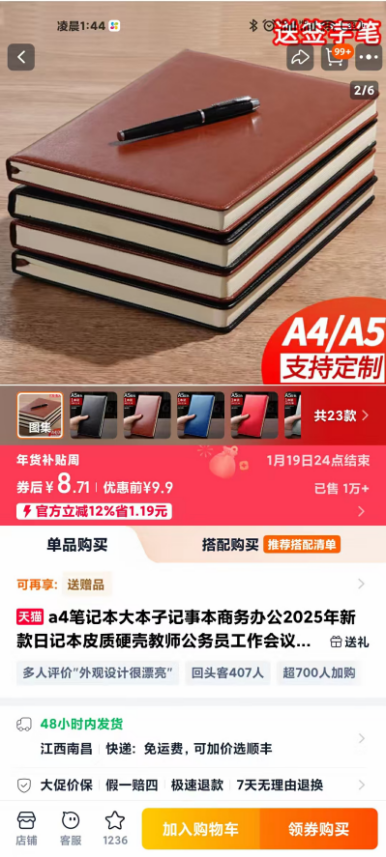 凌晨1:44
送签字笔
99+
2/6
A4/A5
支持定制
图集
共23款
年货补贴周
1月19日24点结束
券后¥8.71 优惠前¥9.9
已售 1万+
官方立减12%省1.19元
单品购买
搭配购买 推荐搭配清单
可再享: 送赠品
天猫 a4笔记本大本子记事本商务办公2025年新
款日记本皮质硬壳教师公务员工作会议... 送礼
多人评价“外观设计很漂亮” 回头客407人 超700人加购
48小时内发货
江西南昌 快递: 免运费, 可加价选顺丰
大促价保 假一赔四 极速退款 7天无理由退换
店铺 客服 1236
加入购物车 领券购买